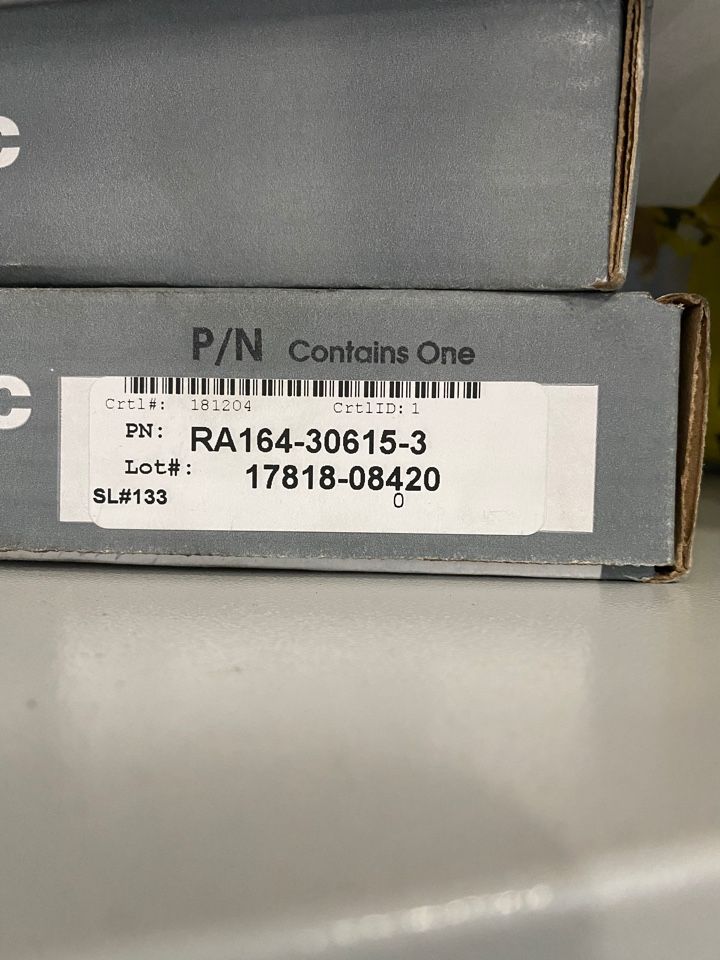 c
P/N Contains One
c
Crtl#: 181204 CrtlID: 1
PN: RA164-30615-3
Lot#: 17818-08420
SL#133
0